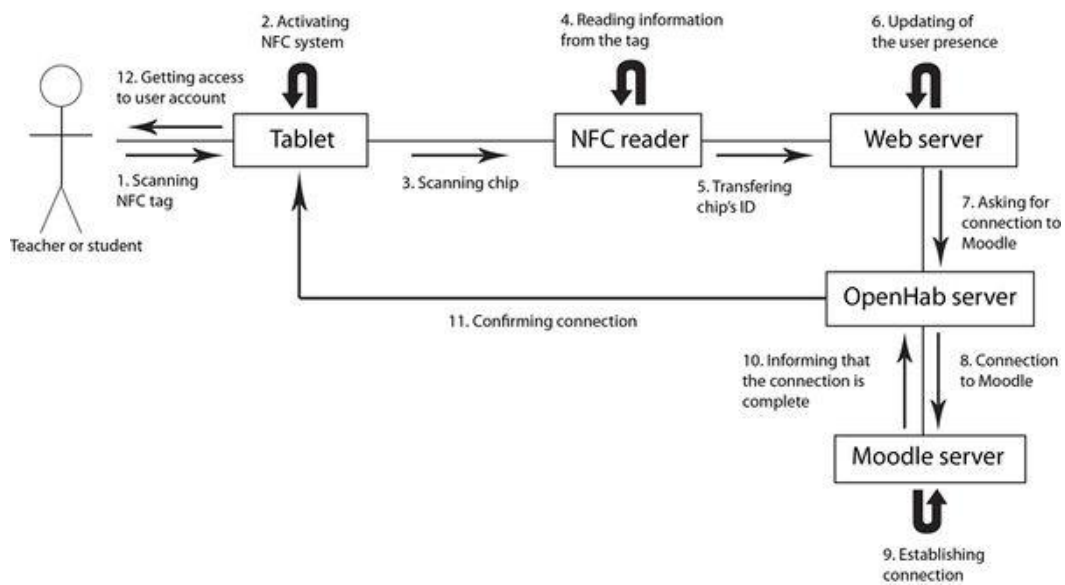 2. Activating
NFC system
4. Reading information
from the tag
6. Updating of
the user presence
12. Getting access
to user account
Tablet
NFC reader
Web server
1. Scanning
NFC tag
3. Scanning chip
5. Transfering
chip's ID
7. Asking for
connection to
Moodle
Teacher or student
OpenHab server
11. Confirming connection
10. Informing that
the connection is
complete
8. Connection
to Moodle
Moodle server
9. Establishing
connection